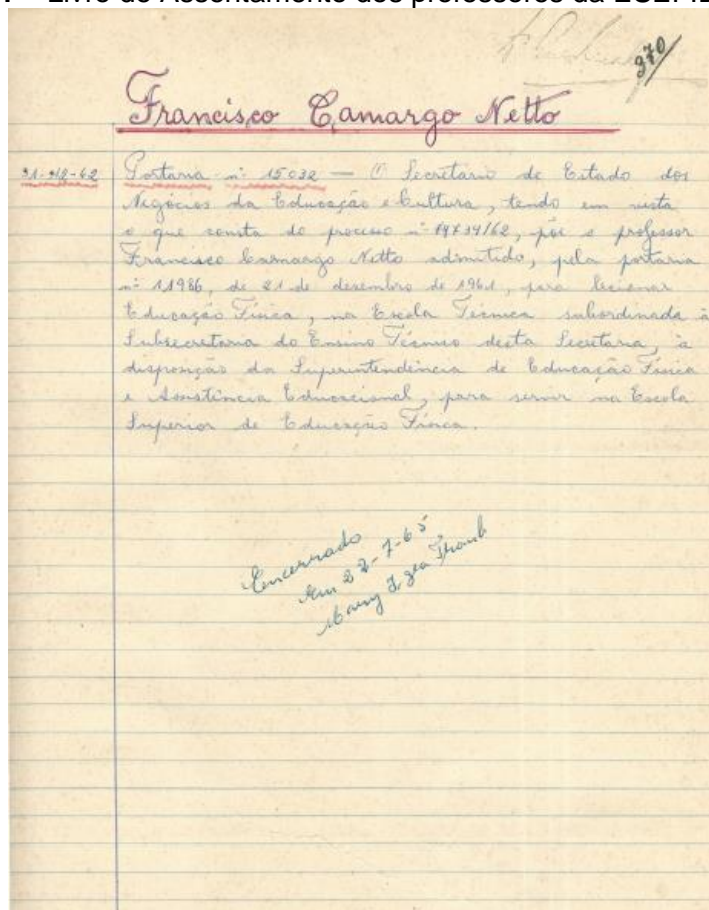 Livro de Assentamento dos professores da
370
Francisco Camargo Netto
31-12-62 Portaria nº 15032 — O Secretario de Estado dos
Negócios da Educação e Cultura, tendo em vista
o que consta do processo nº /62, põe o professor
Francisco Camargo Netto admitido, pela portaria
nº 11986, de 21 de dezembro de 1961, para lecionar
Educação Física, na Escola Técnica subordinada à
Subsecretaria do Ensino Técnico desta Secretaria, à
disposição da Superintendência de Educação Física
e Assistência Educacional, para servir na Escola
Superior de Educação Física.
Encerrado
Em 22-7-65